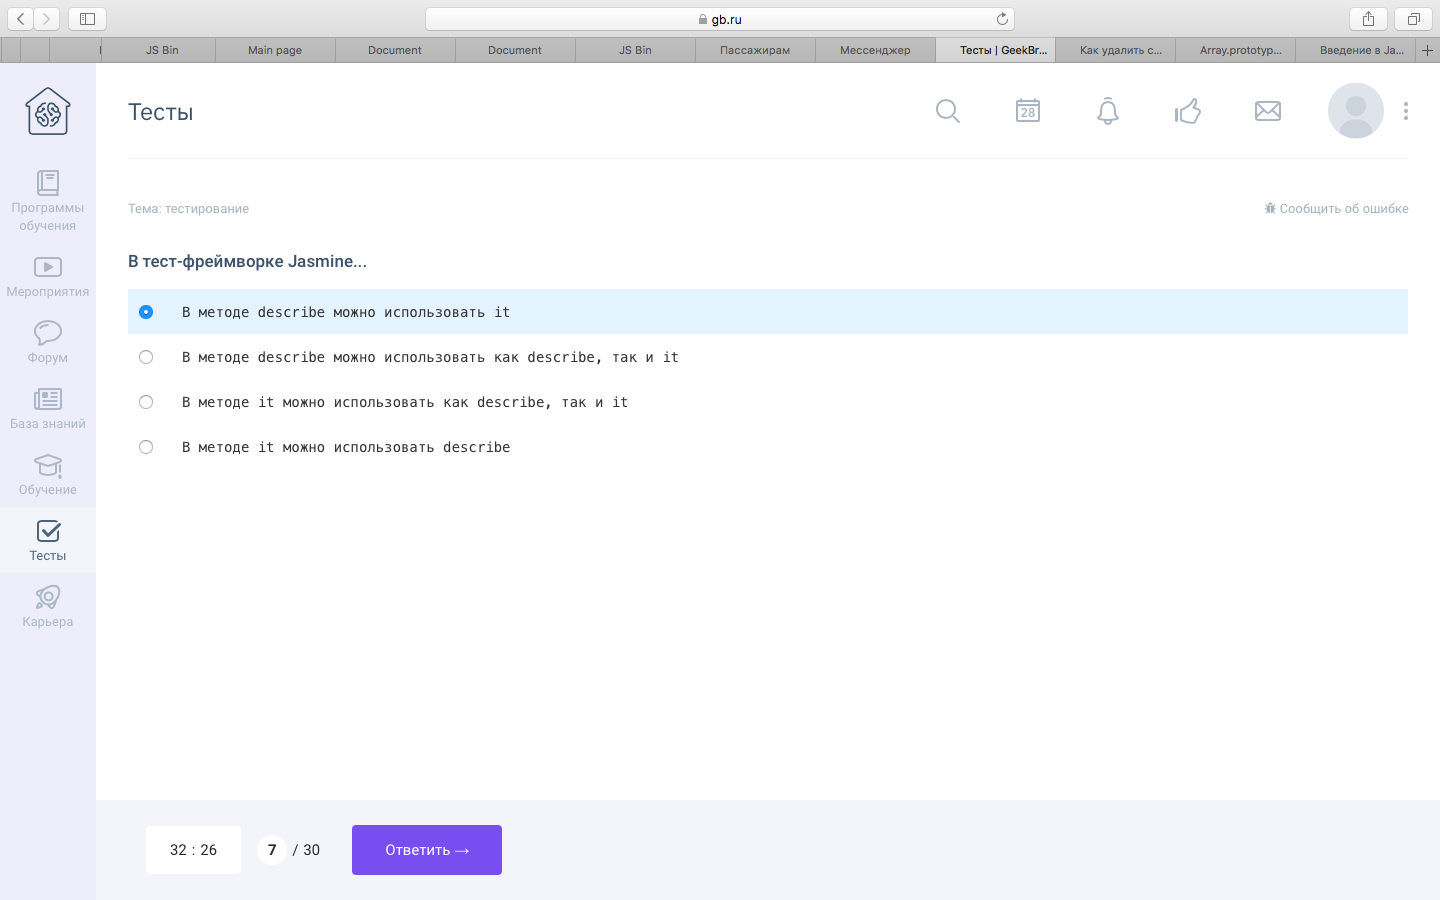 gb.ru
JS Bin
Main page
Document
Document
JS Bin
Пассажирам
Мессенджер
Тесты | GeekBr...
Как удалить с...
Array.prototyp...
Введение в Ja...
Тесты
28
Программы
обучения
Мероприятия
Форум
База знаний
Обучение
Тесты
Карьера
Тема: тестирование
Сообщить об ошибке
В тест-фреймворке Jasmine...
В методе describe можно использовать it
В методе describe можно использовать как describe, так и it
В методе it можно использовать как describe, так и it
В методе it можно использовать describe
32 : 26
7 / 30
Ответить →